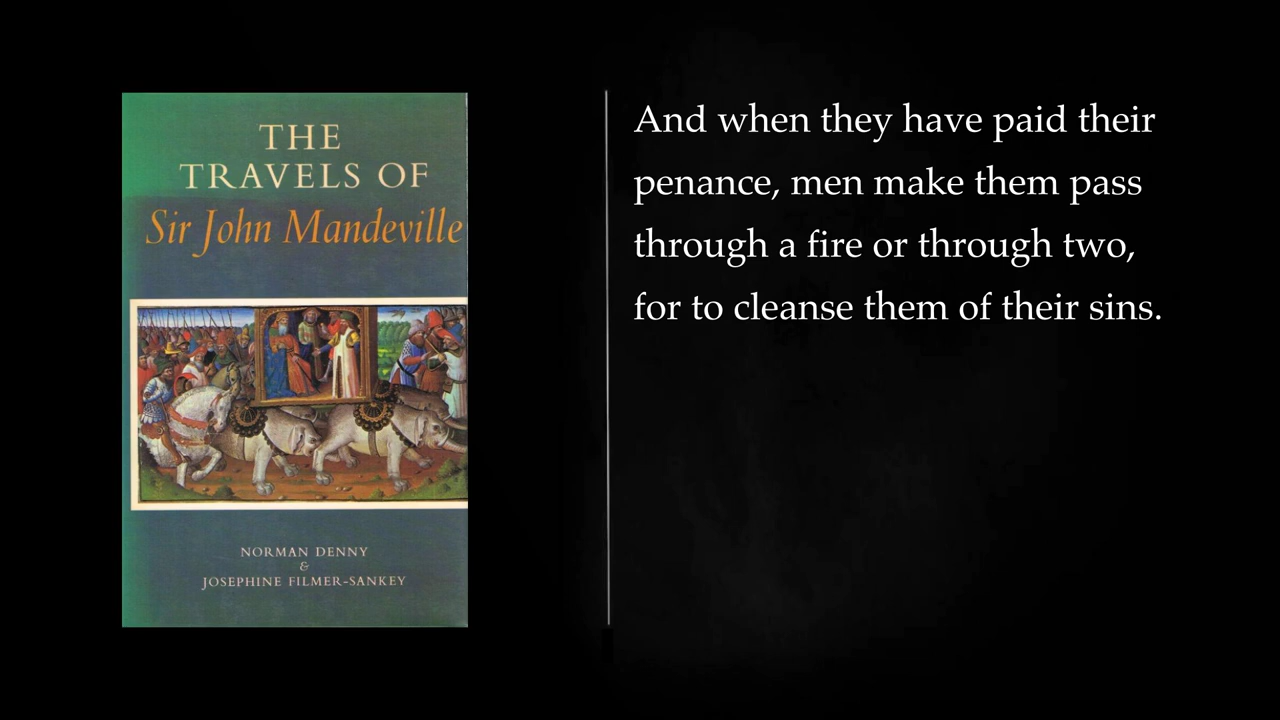 THE
TRAVELS OF
Sir John Mandeville
NORMAN DENNY
&
JOSEPHINE FILMER-SANKEY
And when they have paid their
penance, men make them pass
through a fire or through two,
for to cleanse them of their sins.